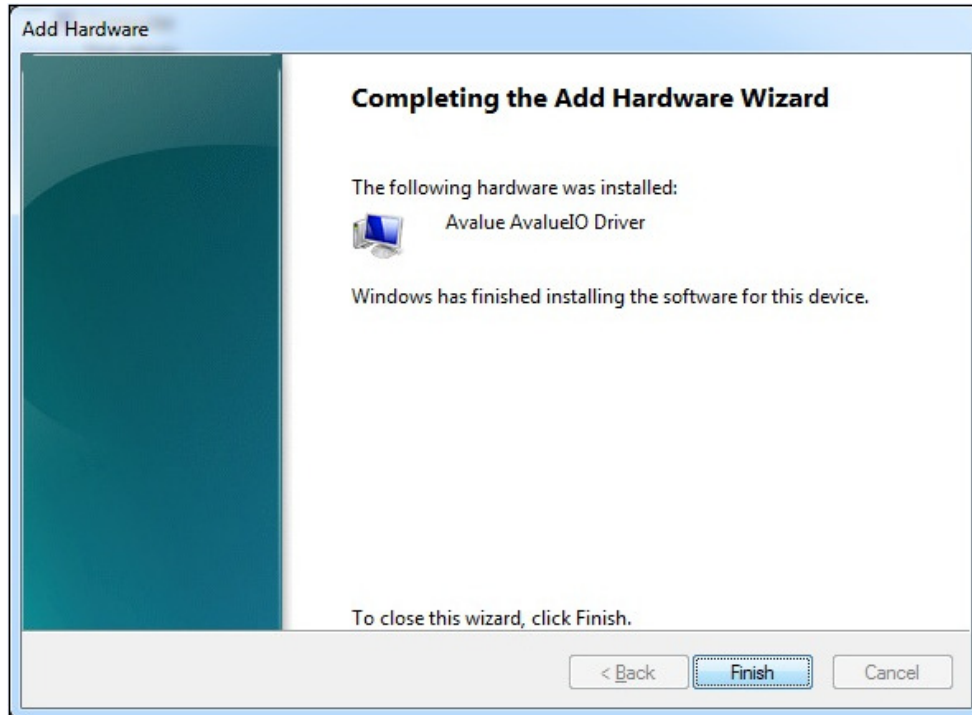 Add Hardware
Completing the Add Hardware Wizard
The following hardware was installed:
Avalue AvalueIO Driver
Windows has finished installing the software for this device.
To close this wizard, click Finish.
< Back
Finish
Cancel